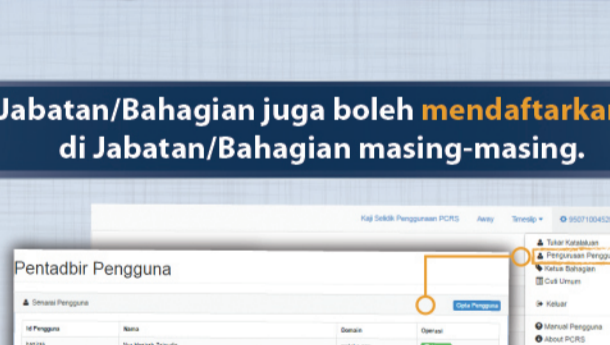 Jabatan/Bahagian juga boleh mendaftarkan
di Jabatan/Bahagian masing-masing.
Kaji Selidik Penggunaan PCRS Away Timeslip
Tukar Katalaluan
Pengurusan Penggu
Ketua Bahagian
Cuti Umum
Keluar
Manual Pengguna
About PCRS
Pentadbir Pengguna
Senarai Pengguna
Cipta Pengguna
Id Pengguna Nama Domain Operasi